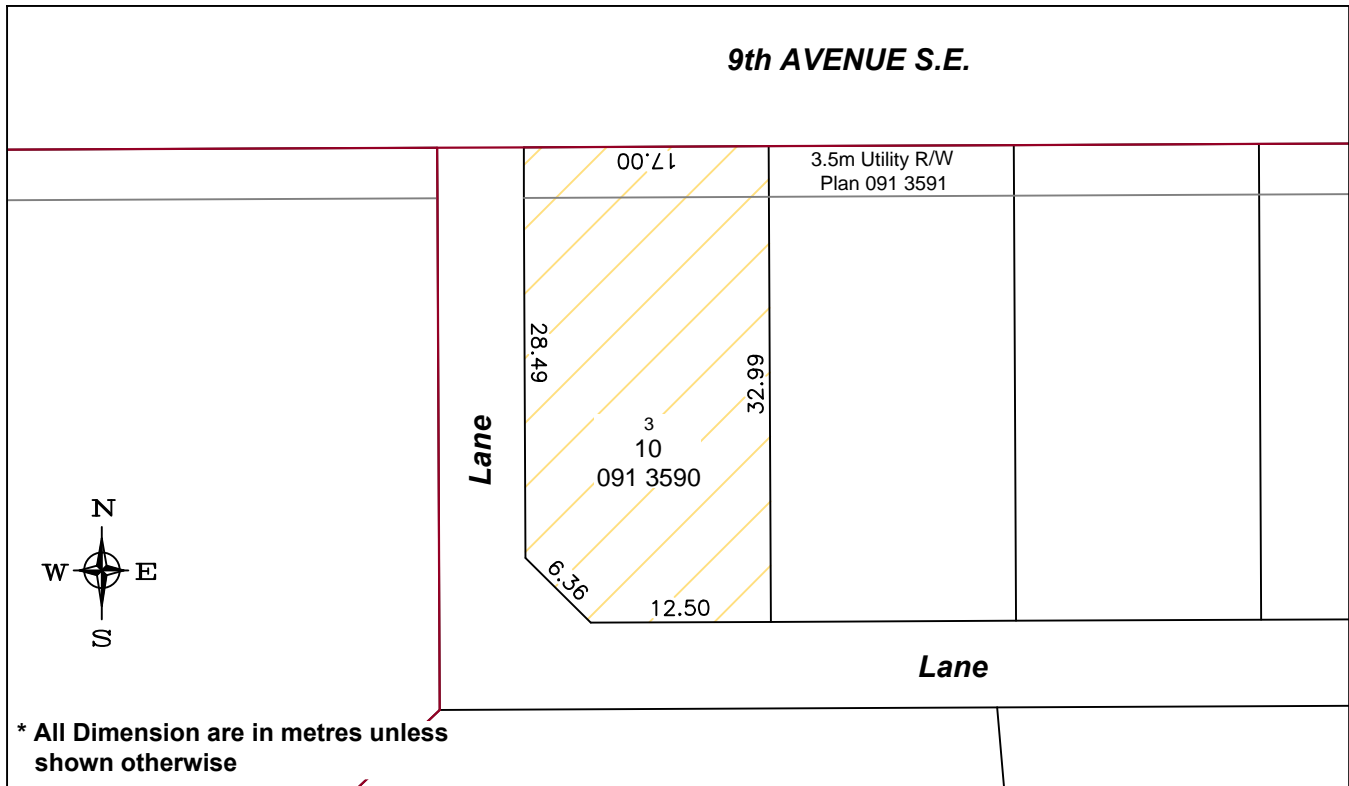 9th AVENUE S.E.
17.00
3.5m Utility R/W
Plan 091 3591
28.49
32.99
Lane
3
10
091 3590
N
W E
S
6.36
12.50
Lane
* All Dimension are in metres unless
shown otherwise